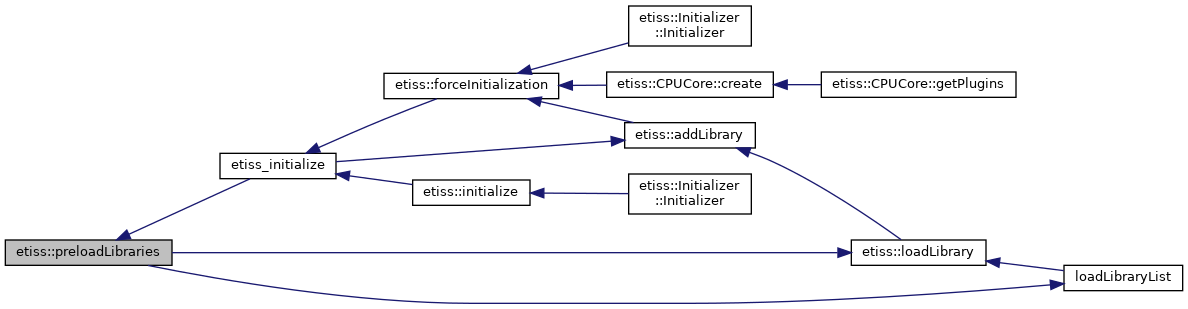 etiss::Initializer
::Initializer
etiss::forceInitialization
etiss::CPUCore::create
etiss::CPUCore::getPlugins
etiss::addLibrary
etiss_initialize
etiss::initialize
etiss::Initializer
::Initializer
etiss::preloadLibraries
etiss::loadLibrary
loadLibraryList